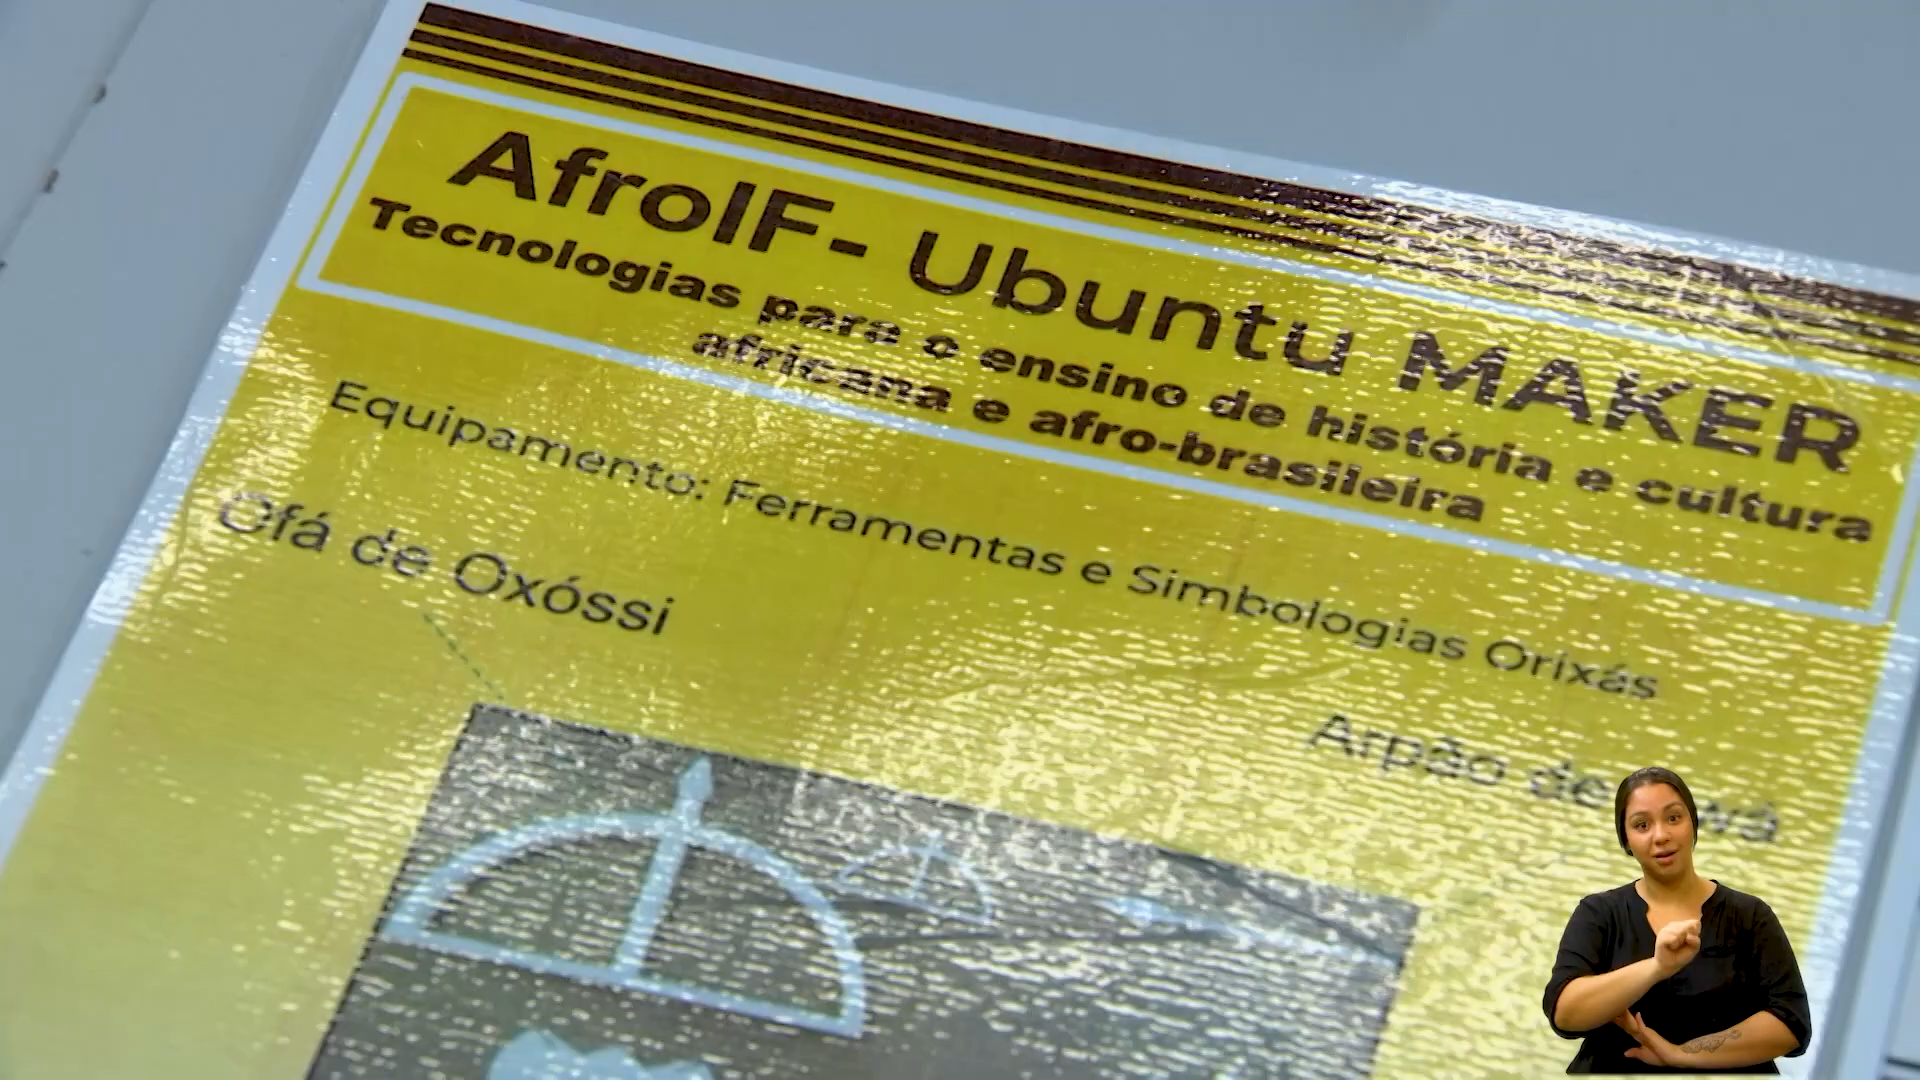 AfroIF- Ubuntu MAKER
Tecnologias para o ensino de história e cultura
africana e afro-brasileira
Equipamento: Ferramentas e Simbologias Orixás
Ofá de Oxóssi
Arpão de